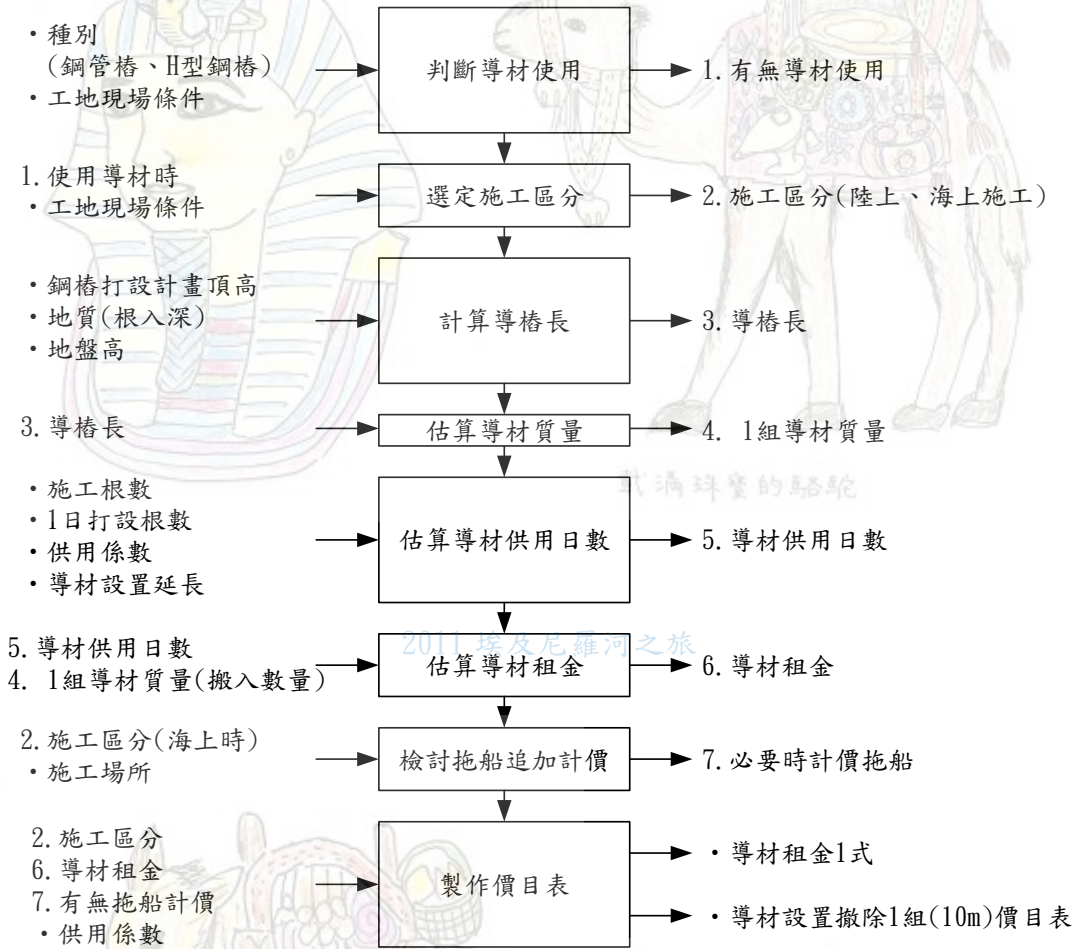 ・種別
(鋼管樁、H型鋼樁)
・工地現場條件
判斷導材使用
1.有無導材使用
1.使用導材時
・工地現場條件
選定施工區分
2.施工區分(陸上、海上施工)
・鋼樁打設計畫頂高
・地質(根入深)
・地盤高
計算導樁長
3.導樁長
3.導樁長
估算導材質量
4. 1組導材質量
戴滿珠寶的駱駝
・施工根數
・1日打設根數
・供用係數
・導材設置延長
估算導材供用日數
5.導材供用日數
2011 埃及尼羅河之旅
5.導材供用日數
4. 1組導材質量(搬入數量)
估算導材租金
6.導材租金
2.施工區分(海上時)
・施工場所
檢討拖船追加計價
7.必要時計價拖船
2.施工區分
6.導材租金
7.有無拖船計價
・供用係數
製作價目表
・導材租金1式
・導材設置撤除1組(10m)價目表